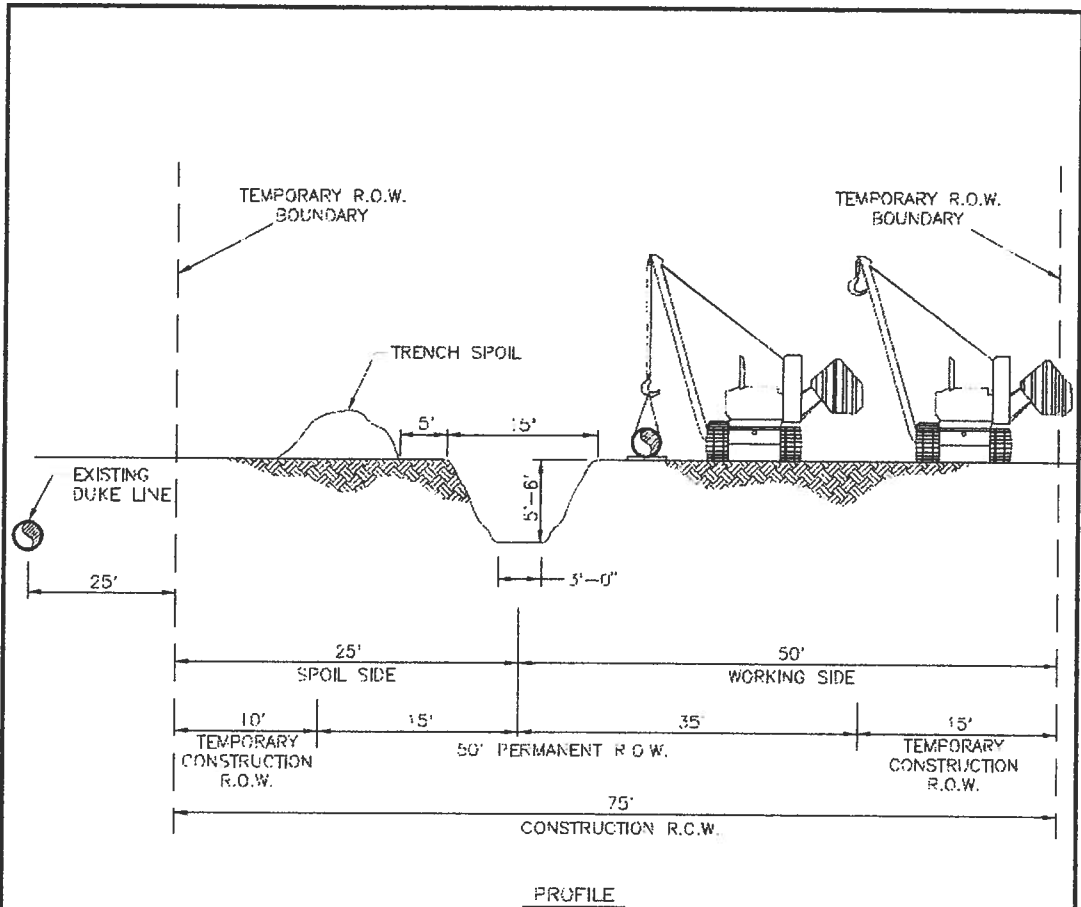 TEMPORARY R.O.W.
BOUNDARY
TEMPORARY R.O.W.
BOUNDARY
TRENCH SPOIL
5'
15'
EXISTING
DUKE LINE
5'-6'
3'-0"
25'
25'
SPOIL SIDE
50'
WORKING SIDE
10'
TEMPORARY
CONSTRUCTION
R.O.W.
15'
50' PERMANENT R O W.
35'
15'
TEMPORARY
CONSTRUCTION
R.O.W.
75'
CONSTRUCTION R.O.W.
PROFILE